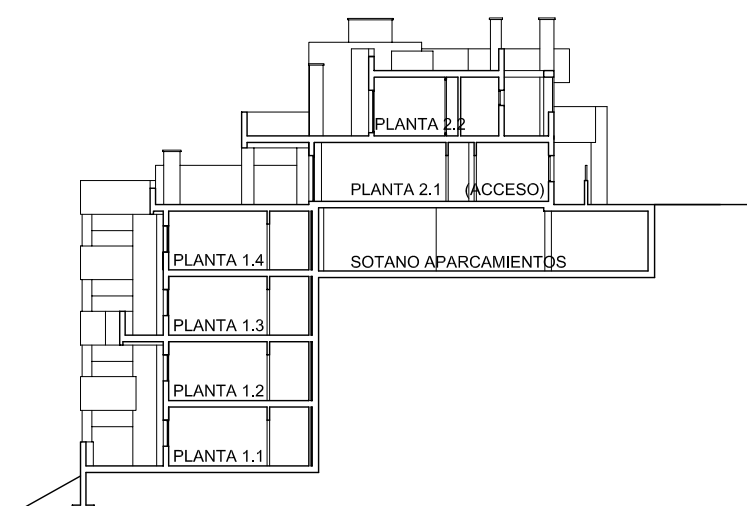 PLANTA 2.2
PLANTA 2.1 (ACCESO)
PLANTA 1.4
SOTANO APARCAMIENTOS
PLANTA 1.3
PLANTA 1.2
PLANTA 1.1